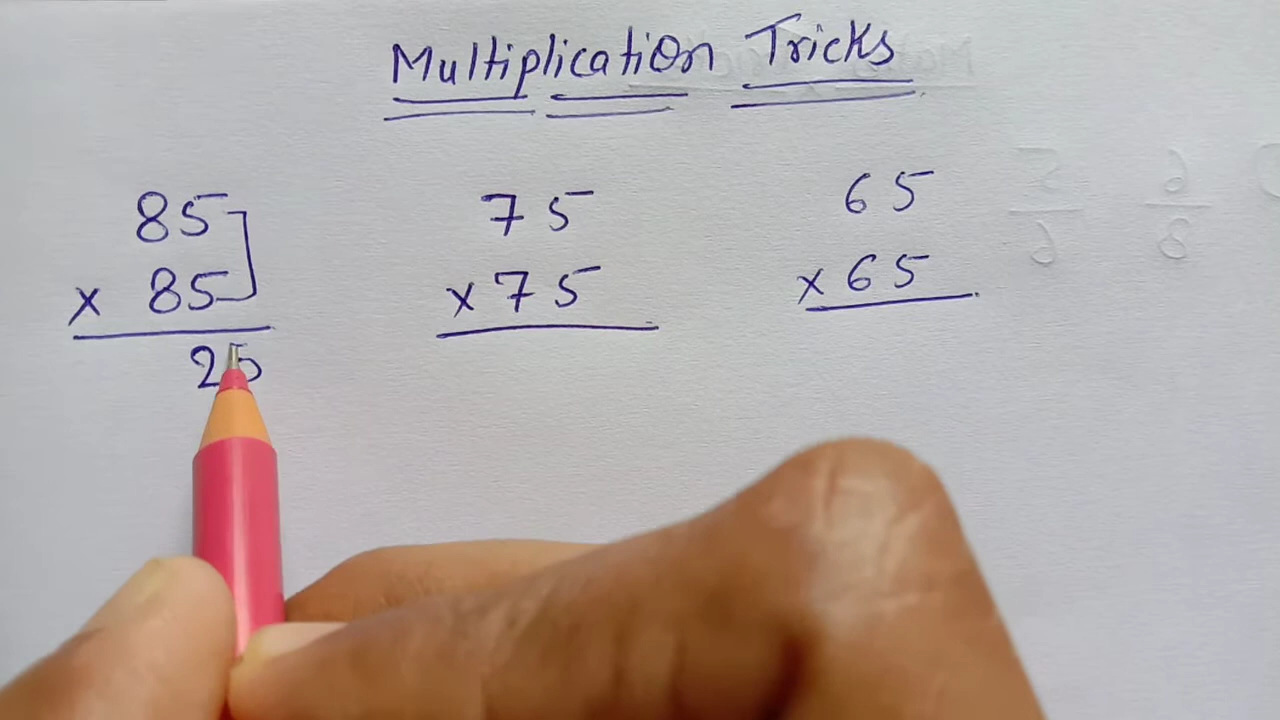 Multiplication Tricks
85 75 65
x 85 x 75 x 65
25